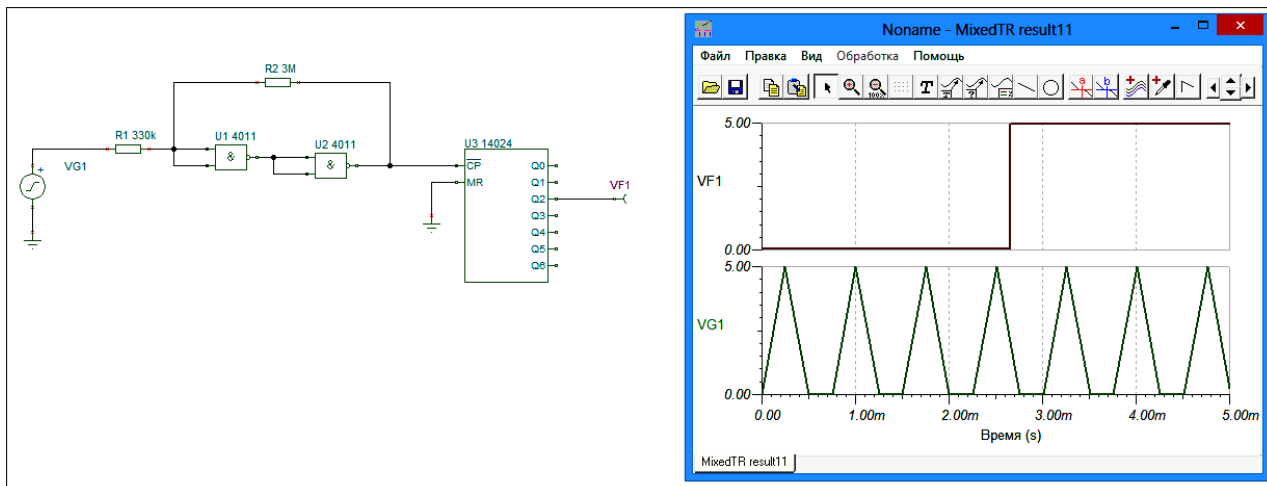 R2 3M
R1 330k
U1 4011
U2 4011
&
&
VG1
+
U3 14024
CP
MR
Q0
Q1
Q2
Q3
Q4
Q5
Q6
VF1
Noname - MixedTR result11
Файл Правка Вид Обработка Помощь
100%
T
?
a
b
5.00
VF1
0.00
5.00
VG1
0.00
0.00 1.00m 2.00m 3.00m 4.00m 5.00m
Время (s)
MixedTR result11